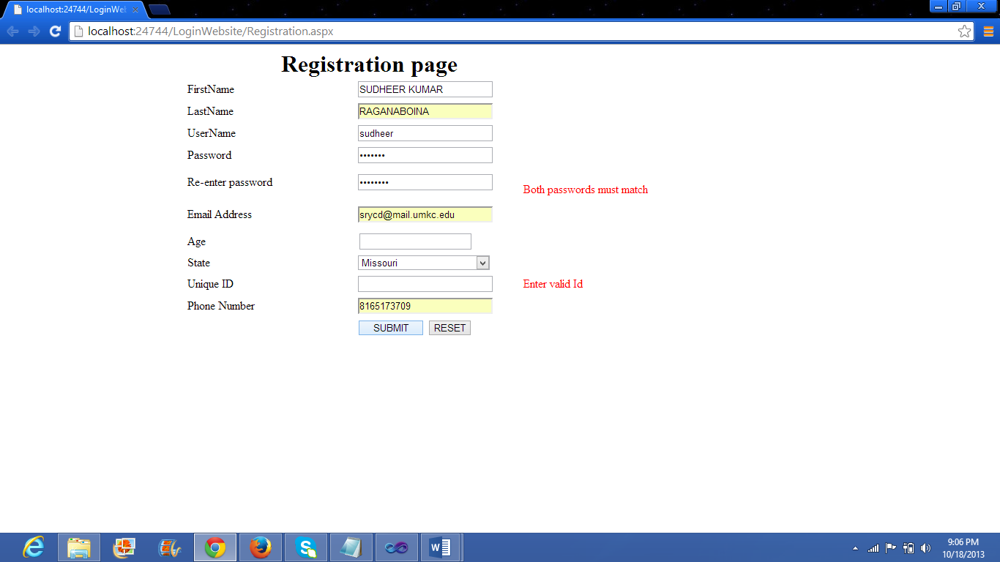 localhost:24744/LoginWeb
localhost:24744/LoginWebsite/Registration.aspx
Registration page
FirstName SUDHEER KUMAR
LastName RAGANABOINA
UserName sudheer
Password •••••••
Re-enter password ••••••••
Both passwords must match
Email Address srycd@mail.umkc.edu
Age
State Missouri
Unique ID Enter valid Id
Phone Number 8165173709
SUBMIT RESET
9:06 PM
10/18/2013